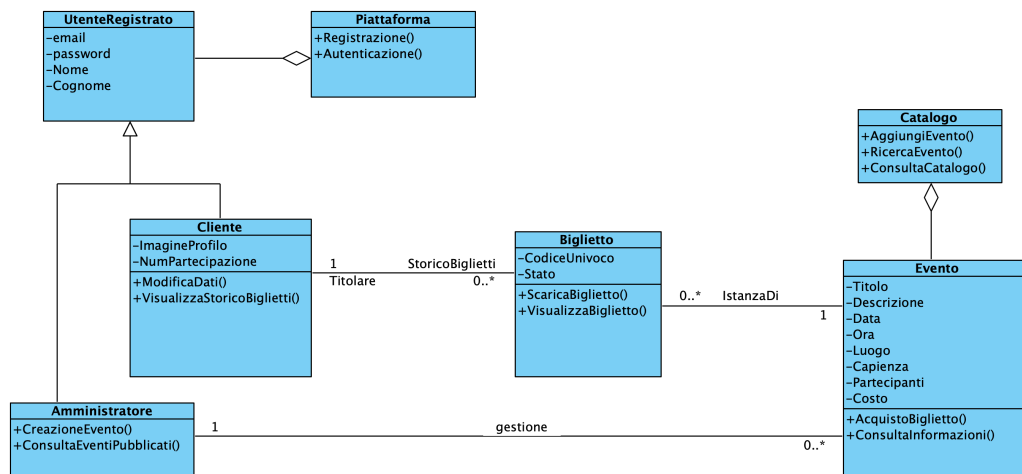 UtenteRegistrato
-email
-password
-Nome
-Cognome
Piattaforma
+Registrazione()
+Autenticazione()
Catalogo
+AggiungiEvento()
+RicercaEvento()
+ConsultaCatalogo()
Cliente
-ImagineProfilo
-NumPartecipazione
+ModificaDati()
+VisualizzaStoricoBiglietti()
1
StoricoBiglietti
Titolare
0..*
Biglietto
-CodiceUnivoco
-Stato
+ScaricaBiglietto()
+VisualizzaBiglietto()
0..*
IstanzaDi
1
Evento
-Titolo
-Descrizione
-Data
-Ora
-Luogo
-Capienza
-Partecipanti
-Costo
+AcquistoBiglietto()
+ConsultaInformazioni()
Amministratore
+CreazioneEvento()
+ConsultaEventiPubblicati()
1
gestione
0..*